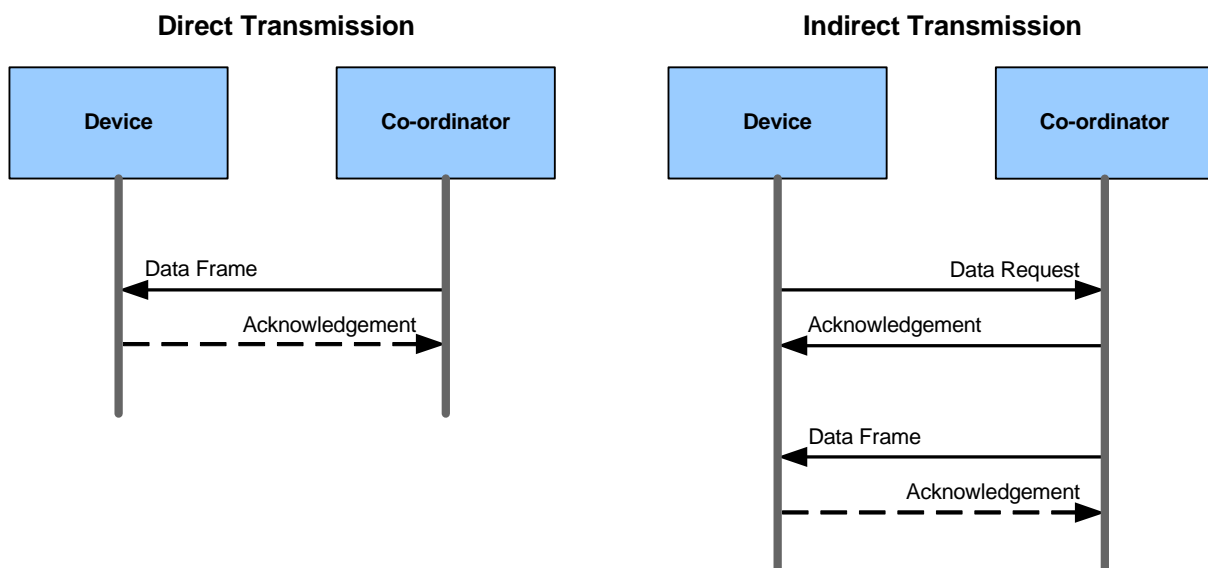 Direct Transmission
Device
Co-ordinator
Data Frame
Acknowledgement
Indirect Transmission
Device
Co-ordinator
Data Request
Acknowledgement
Data Frame
Acknowledgement